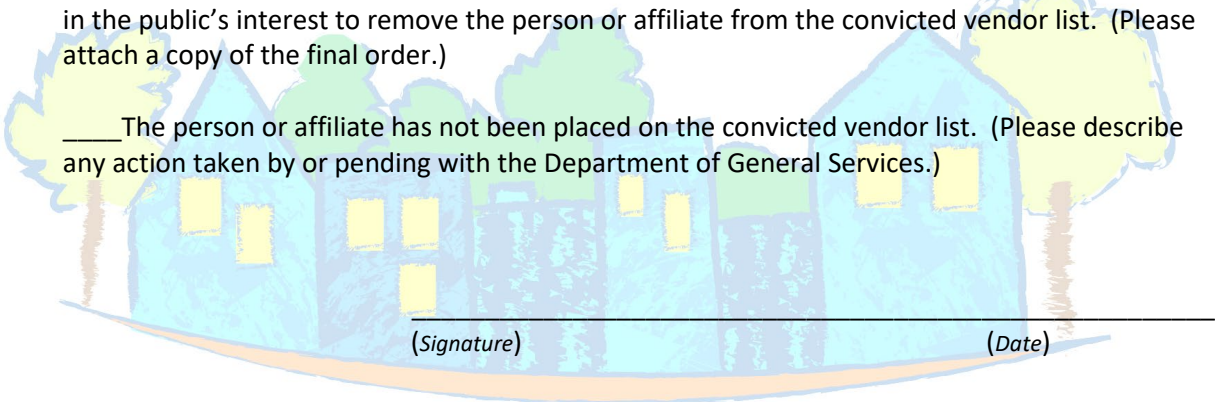 in the public’s interest to remove the person or affiliate from the convicted vendor list.  (Please
attach a copy of the final order.)
____The person or affiliate has not been placed on the convicted vendor list.  (Please describe
any action taken by or pending with the Department of General Services.)
(Signature) (Date)